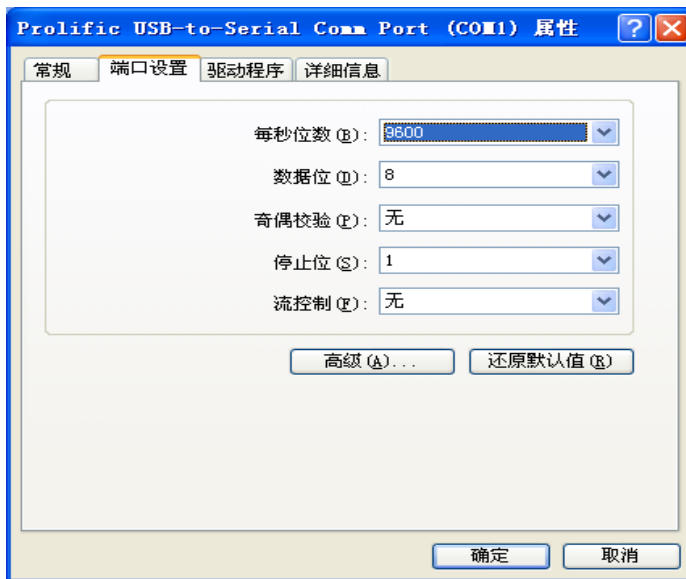 Prolific USB-to-Serial Comm Port (COM1) 属性
常规 端口设置 驱动程序 详细信息
每秒位数(B): 9600
数据位(D): 8
奇偶校验(P): 无
停止位(S): 1
流控制(F): 无
高级(A)... 还原默认值(R)
确定 取消